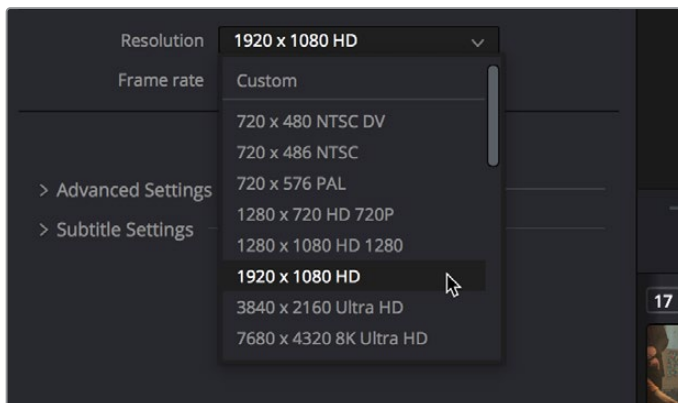 Resolution 1920 x 1080 HD
Frame rate Custom
720 x 480 NTSC DV
720 x 486 NTSC
720 x 576 PAL
> Advanced Settings
1280 x 720 HD 720P
> Subtitle Settings
1280 x 1080 HD 1280
1920 x 1080 HD
3840 x 2160 Ultra HD
17
7680 x 4320 8K Ultra HD